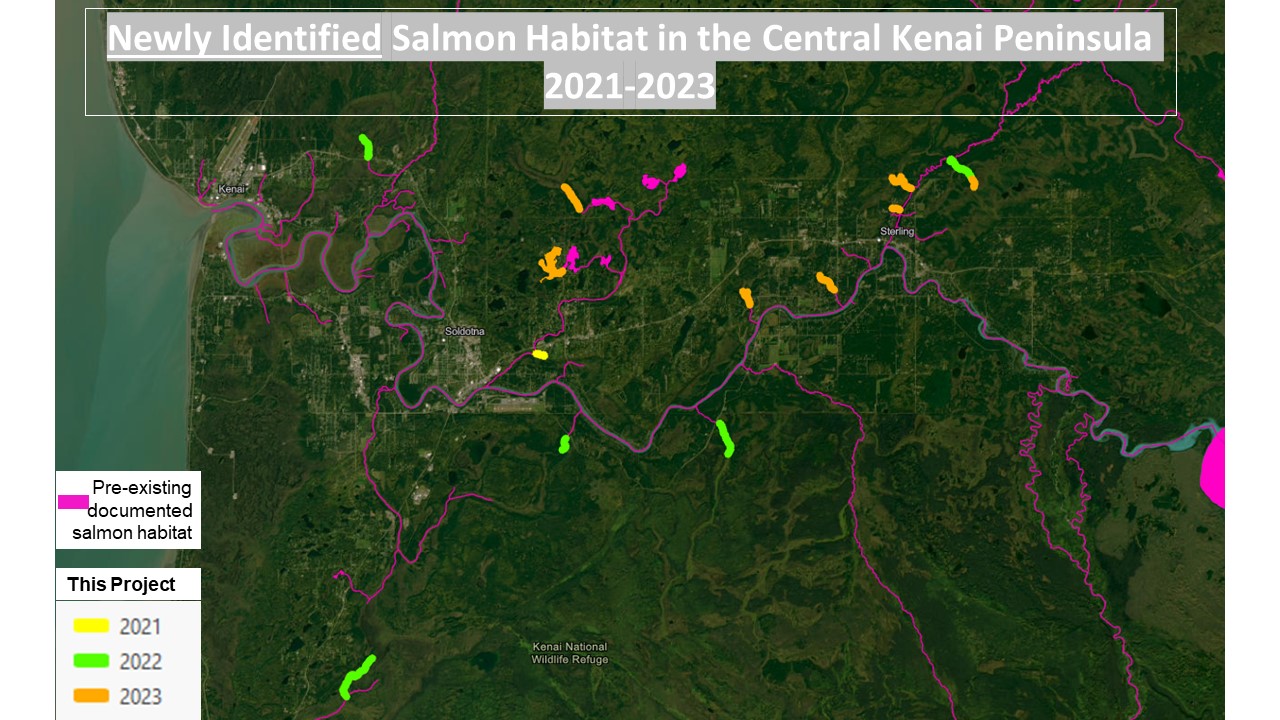 Newly Identified Salmon Habitat in the Central Kenai Peninsula
2021-2023
Kenai
Sterling
Soldotna
Pre-existing
documented
salmon habitat
This Project
2021
2022
2023
Kenai National
Wildlife Refuge